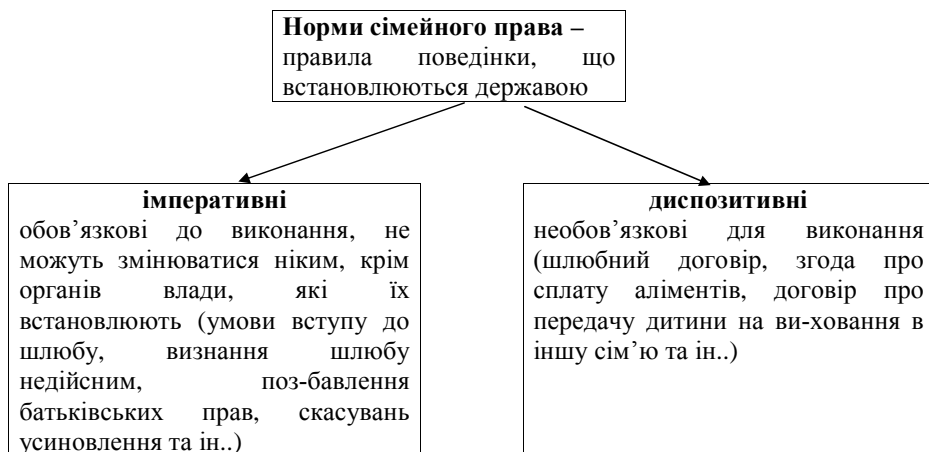 Норми сімейного права –
правила поведінки, що
встановлюються державою
імперативні
обов’язкові до виконання, не
можуть змінюватися ніким, крім
органів влади, які їх
встановлюють (умови вступу до
шлюбу, визнання шлюбу
недійсним, поз-бавлення
батьківських прав, скасувань
усиновлення та ін..)
диспозитивні
необов’язкові для виконання
(шлюбний договір, згода про
сплату аліментів, договір про
передачу дитини на ви-ховання в
іншу сім’ю та ін..)